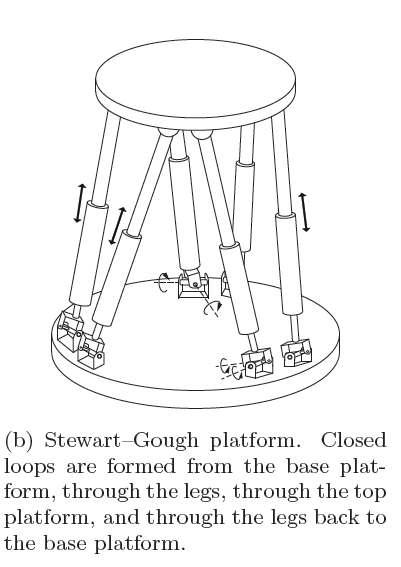 (b) Stewart–Gough platform. Closed
loops are formed from the base plat-
form, through the legs, through the top
platform, and through the legs back to
the base platform.